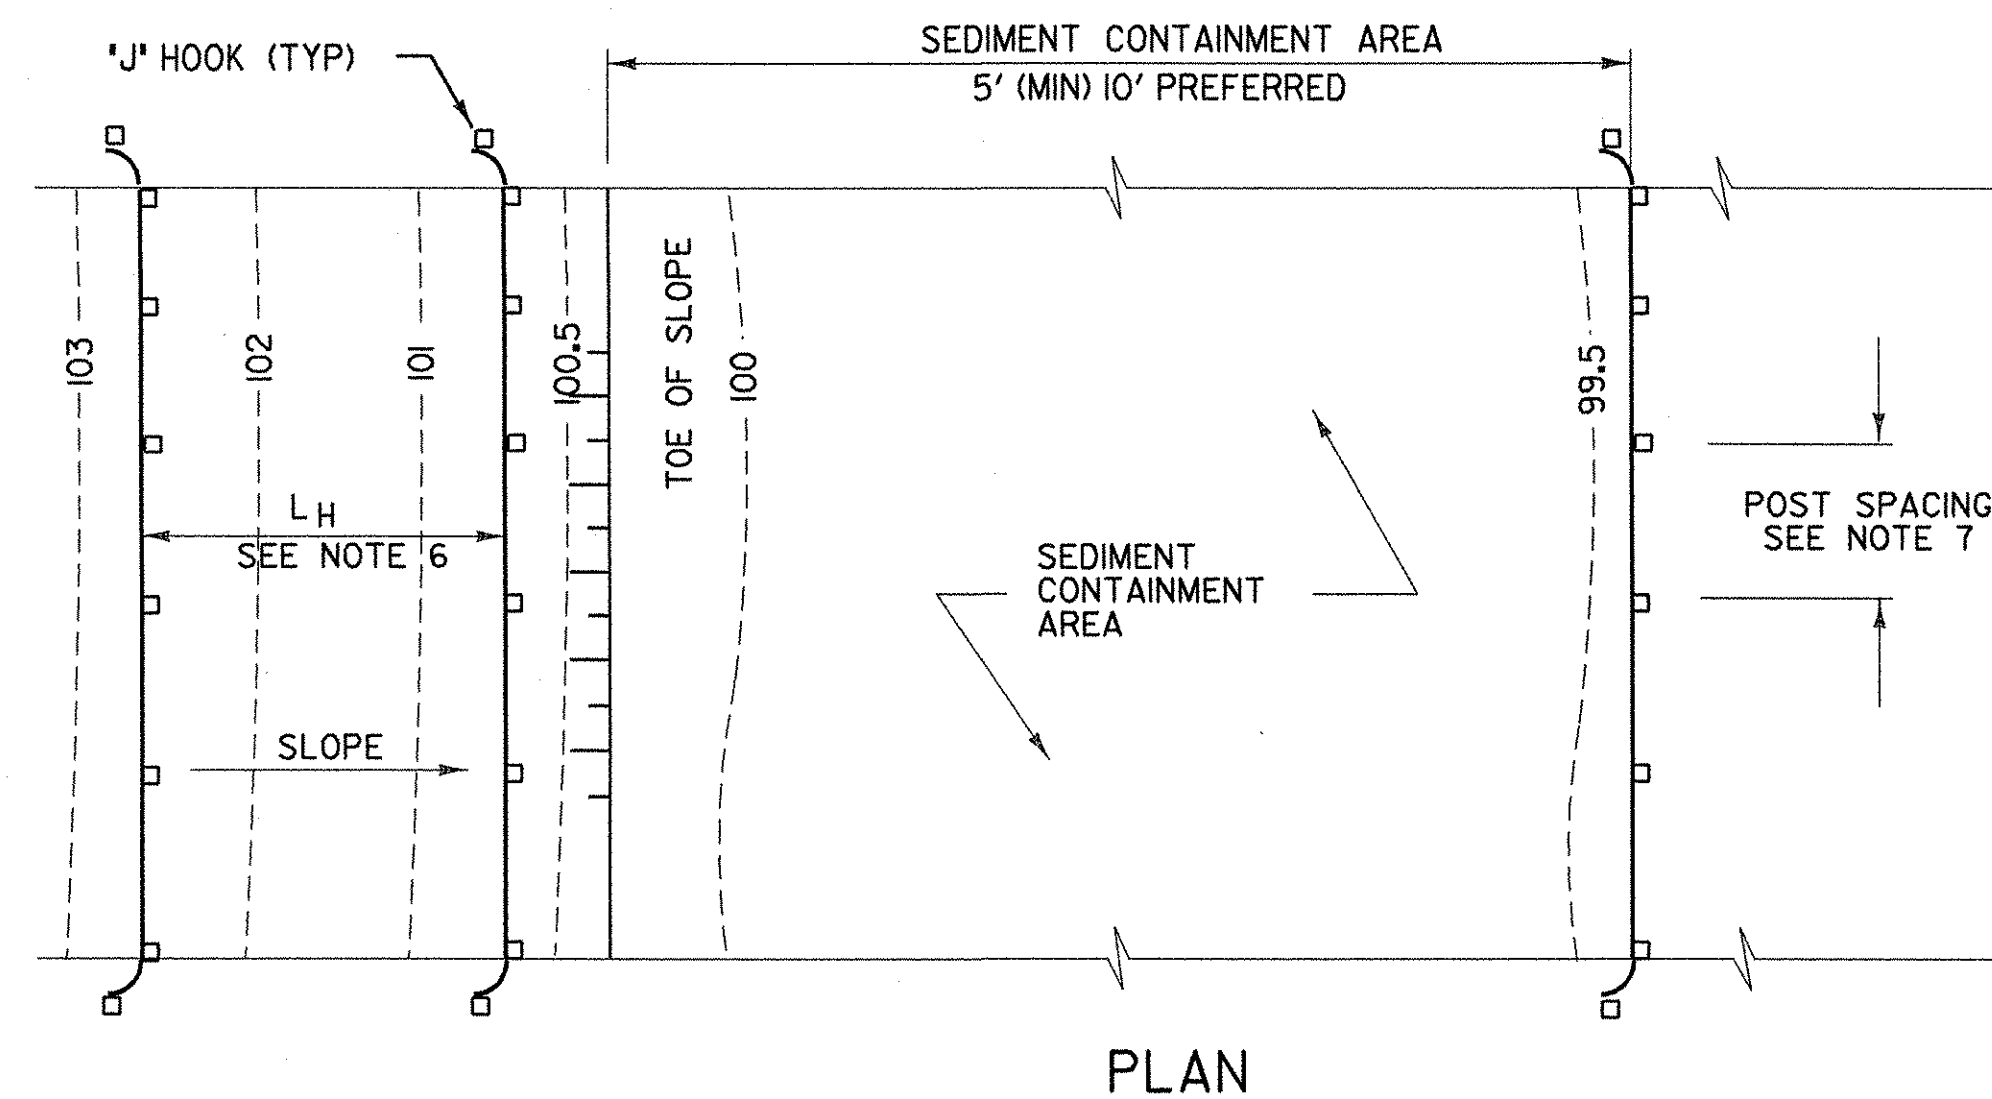 SEDIMENT CONTAINMENT AREA
"J" HOOK (TYP)
5' (MIN) 10' PREFERRED
TOE OF SLOPE
103
102
101
100.5
100
99.5
LH
SEE NOTE 6
POST SPACING
SEE NOTE 7
SEDIMENT
CONTAINMENT
AREA
SLOPE
PLAN